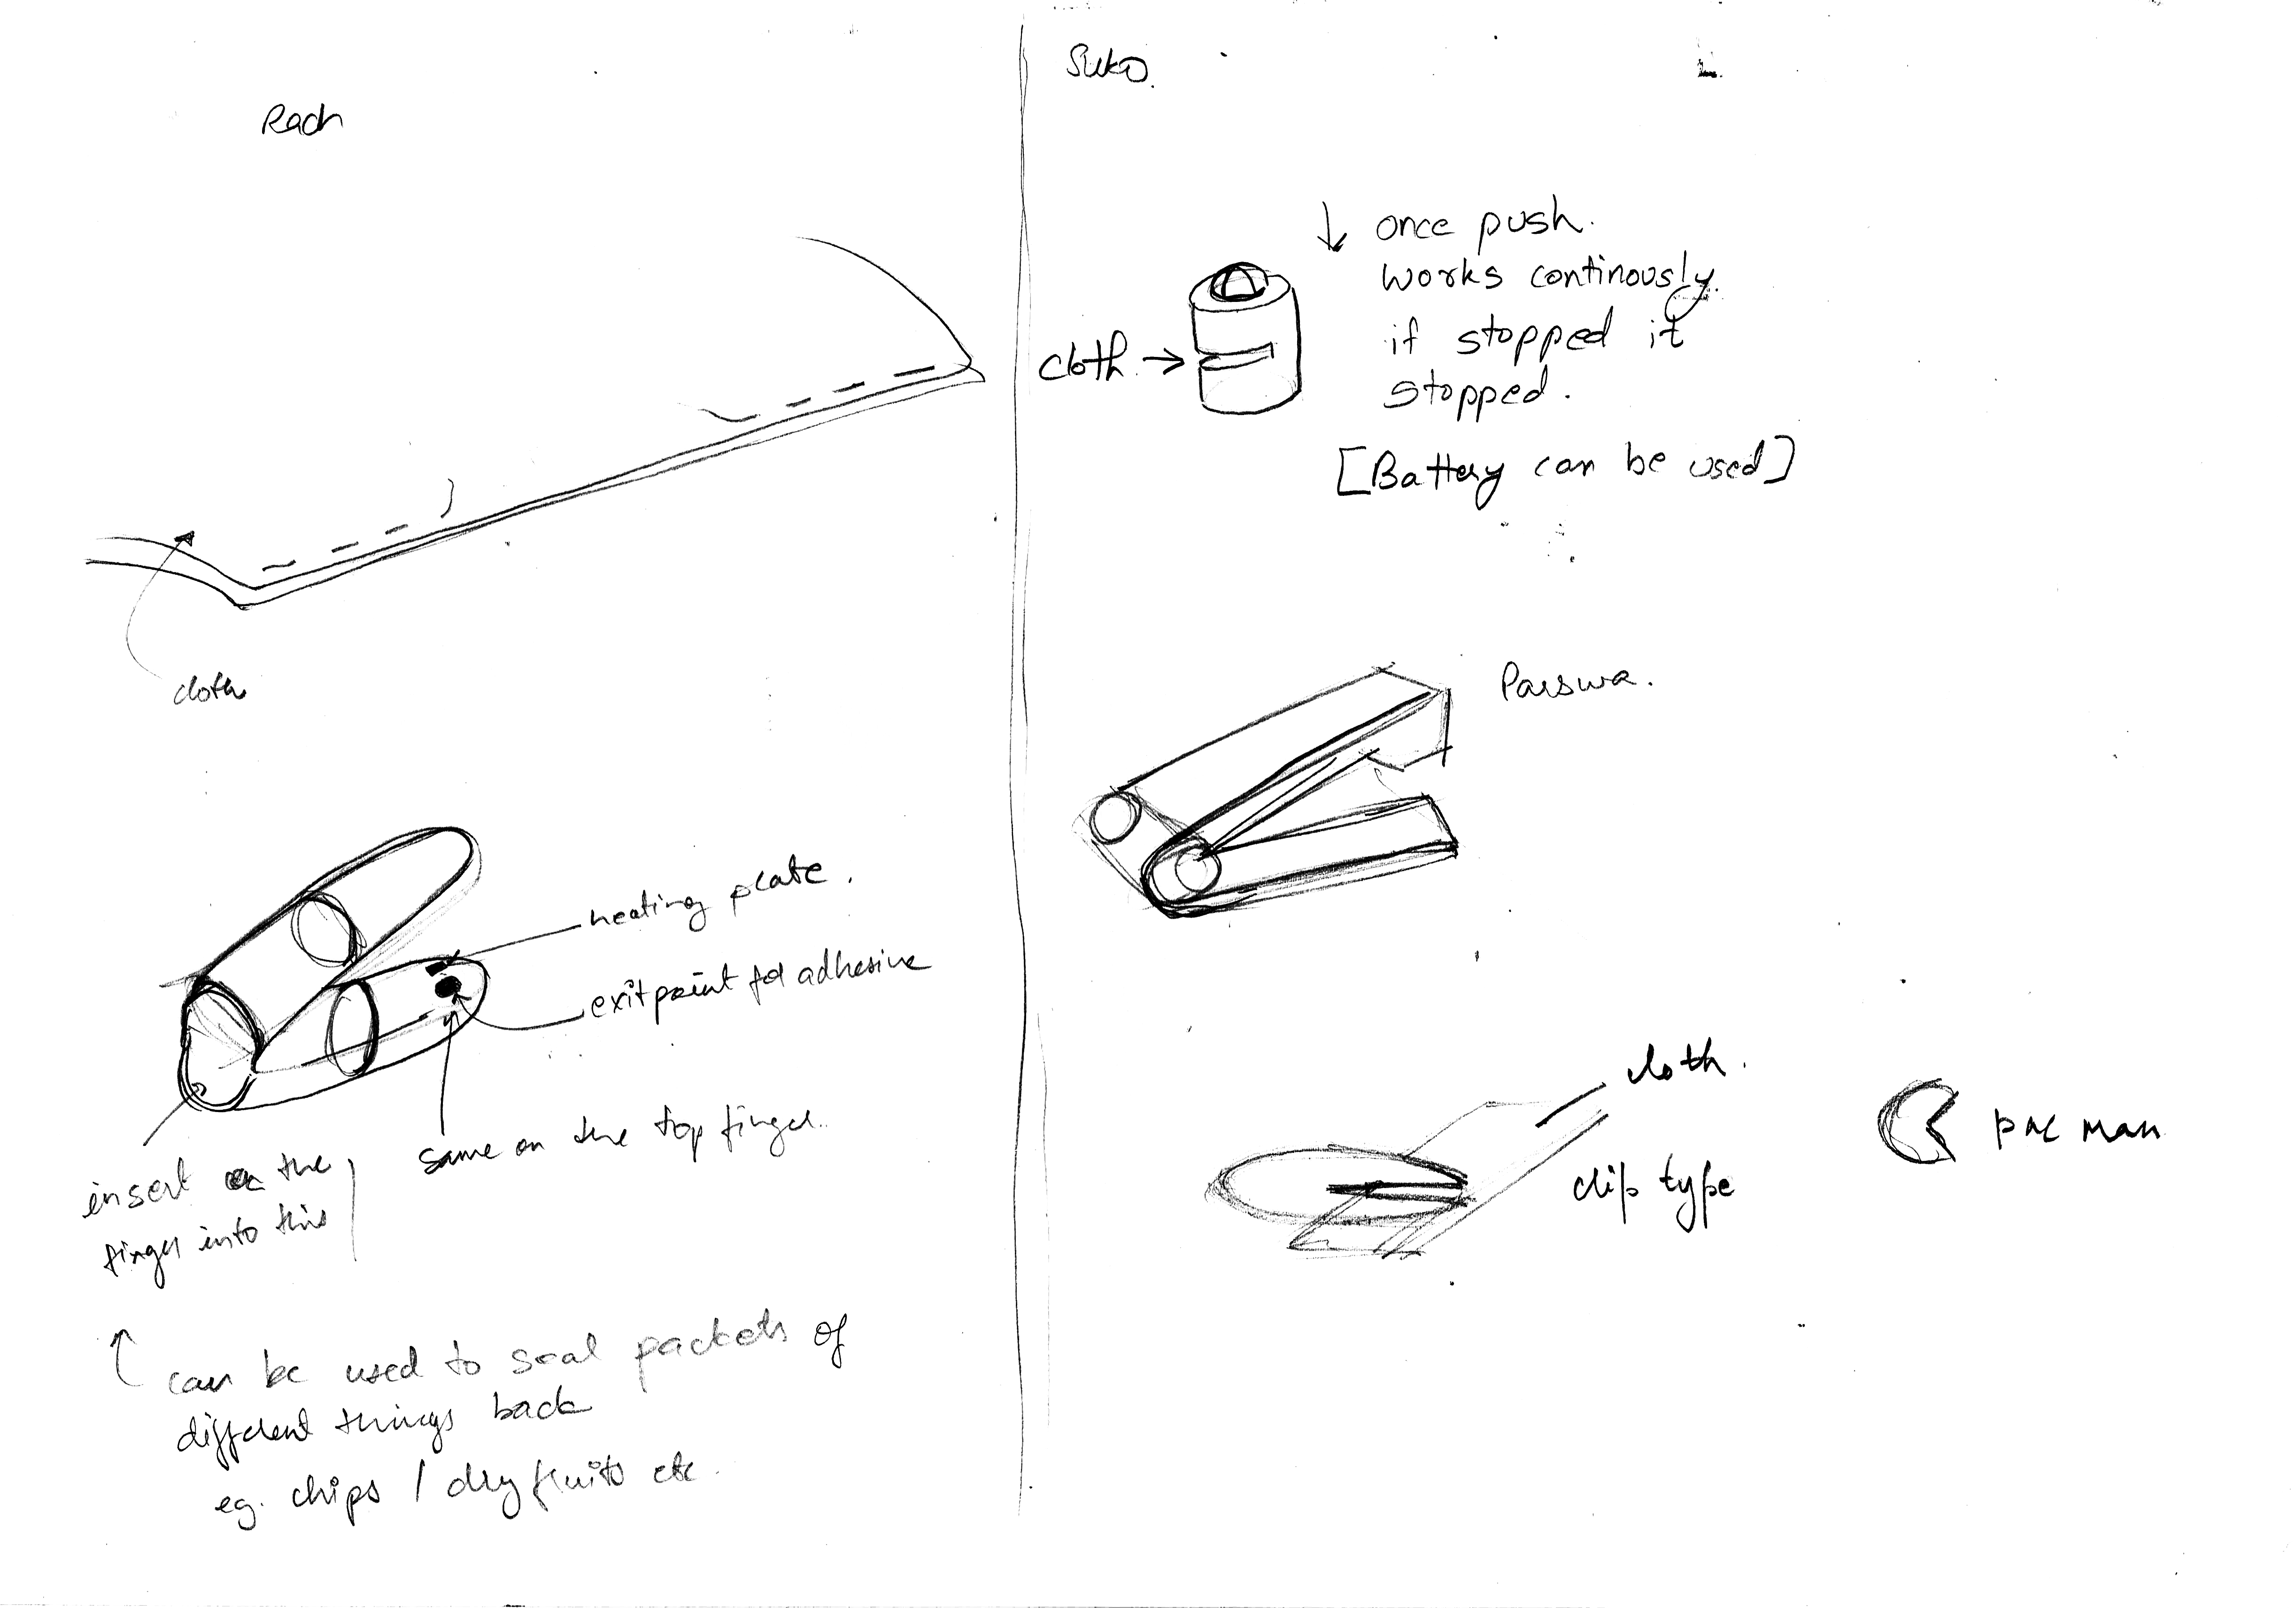 Rach
cloth
heating plate.
exit point for adhesive
same on the top finger.
insert the
finger into this
can be used to seal packets of
different things back
eg. chips / dry fruits etc.
Suko.
once push.
works continously.
if stopped it
stopped.
[Battery can be used]
cloth.
Parswa.
cloth.
clip type
pac man